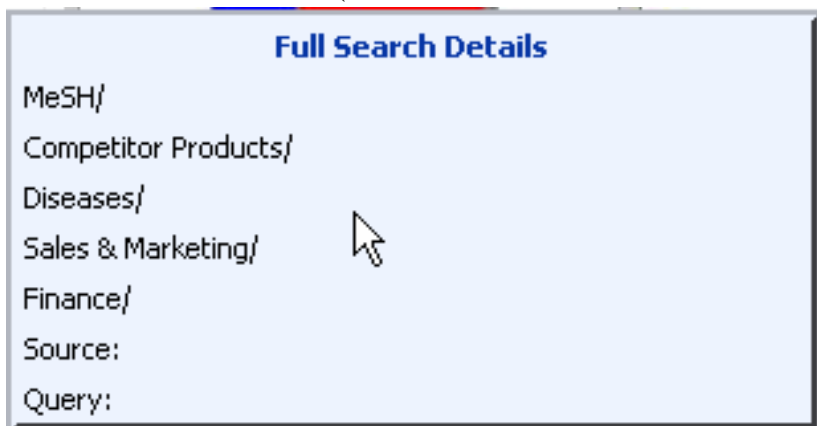 Full Search Details
MeSH/
Competitor Products/
Diseases/
Sales & Marketing/
Finance/
Source:
Query: